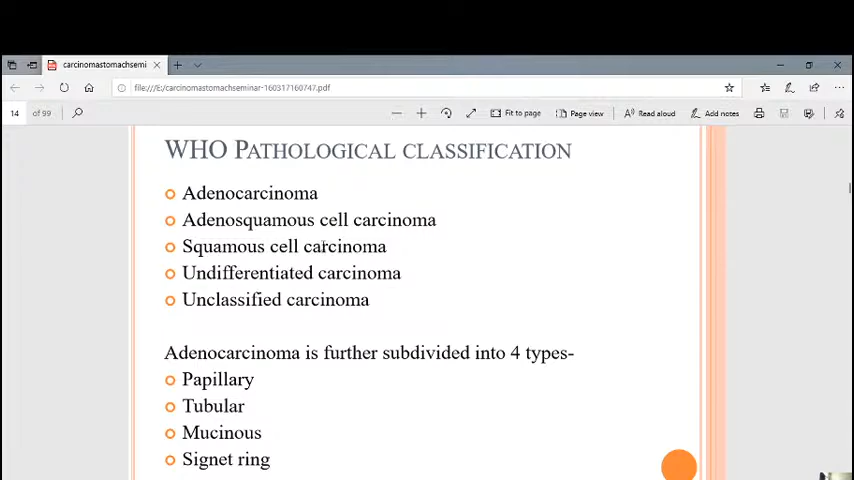 carcinomastomachsemi
file:///E:/carcinomastomachseminar-160317160747.pdf
14 of 99
Fit to page
Page view
Read aloud
Add notes
WHO PATHOLOGICAL CLASSIFICATION
Adenocarcinoma
Adenosquamous cell carcinoma
Squamous cell carcinoma
Undifferentiated carcinoma
Unclassified carcinoma
Adenocarcinoma is further subdivided into 4 types-
Papillary
Tubular
Mucinous
Signet ring